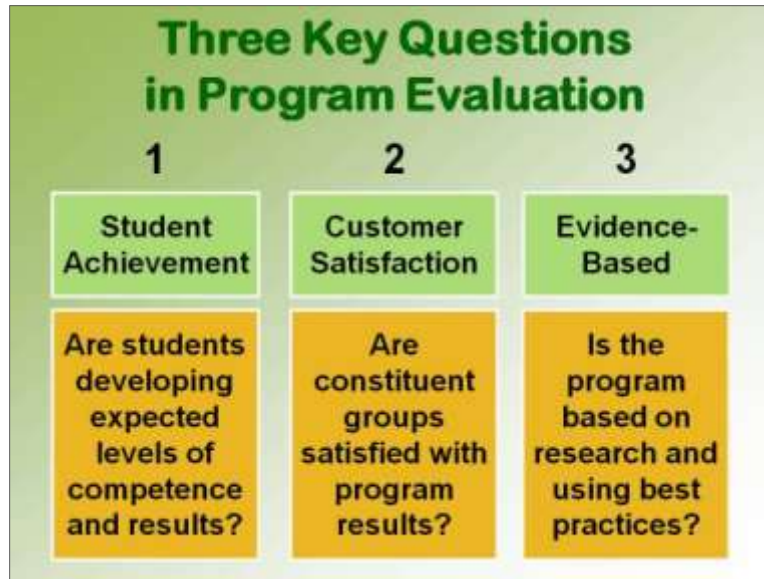 Three Key Questions
in Program Evaluation
1
2
3
Student
Achievement
Customer
Satisfaction
Evidence-
Based
Are students
developing
expected
levels of
competence
and results?
Are
constituent
groups
satisfied with
program
results?
Is the
program
based on
research and
using best
practices?